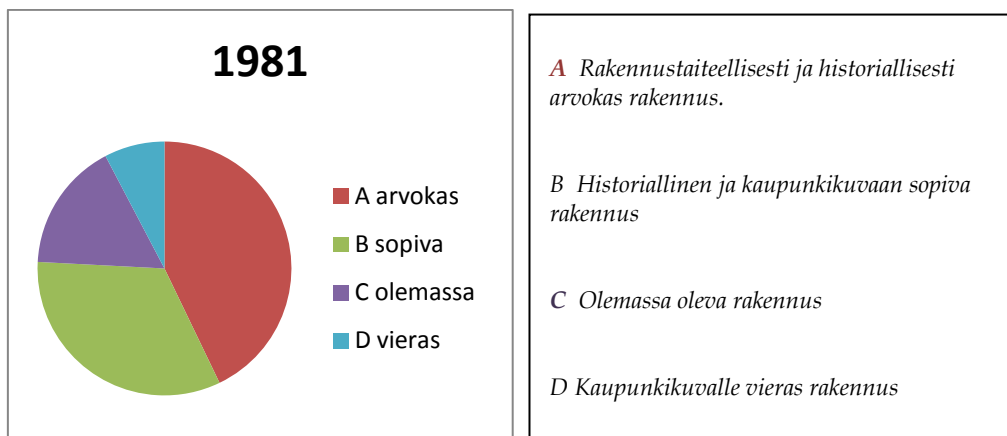 1981
A arvokas
B sopiva
C olemassa
D vieras
A Rakennustaiteellisesti ja historiallisesti
arvokas rakennus.
B Historiallinen ja kaupunkikuvaan sopiva
rakennus
C Olemassa oleva rakennus
D Kaupunkikuvalle vieras rakennus